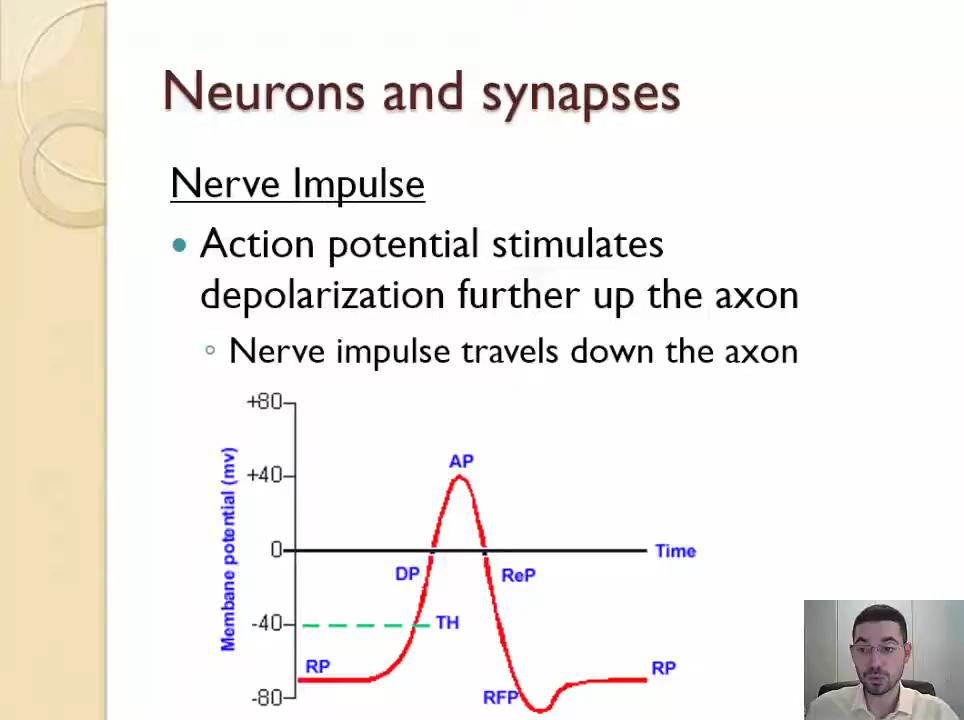 Neurons and synapses
Nerve Impulse
Action potential stimulates
depolarization further up the axon
Nerve impulse travels down the axon
+80
+40
0
-40
-80
Membane potential (mv)
AP
Time
DP
ReP
TH
RP
RP
RFP